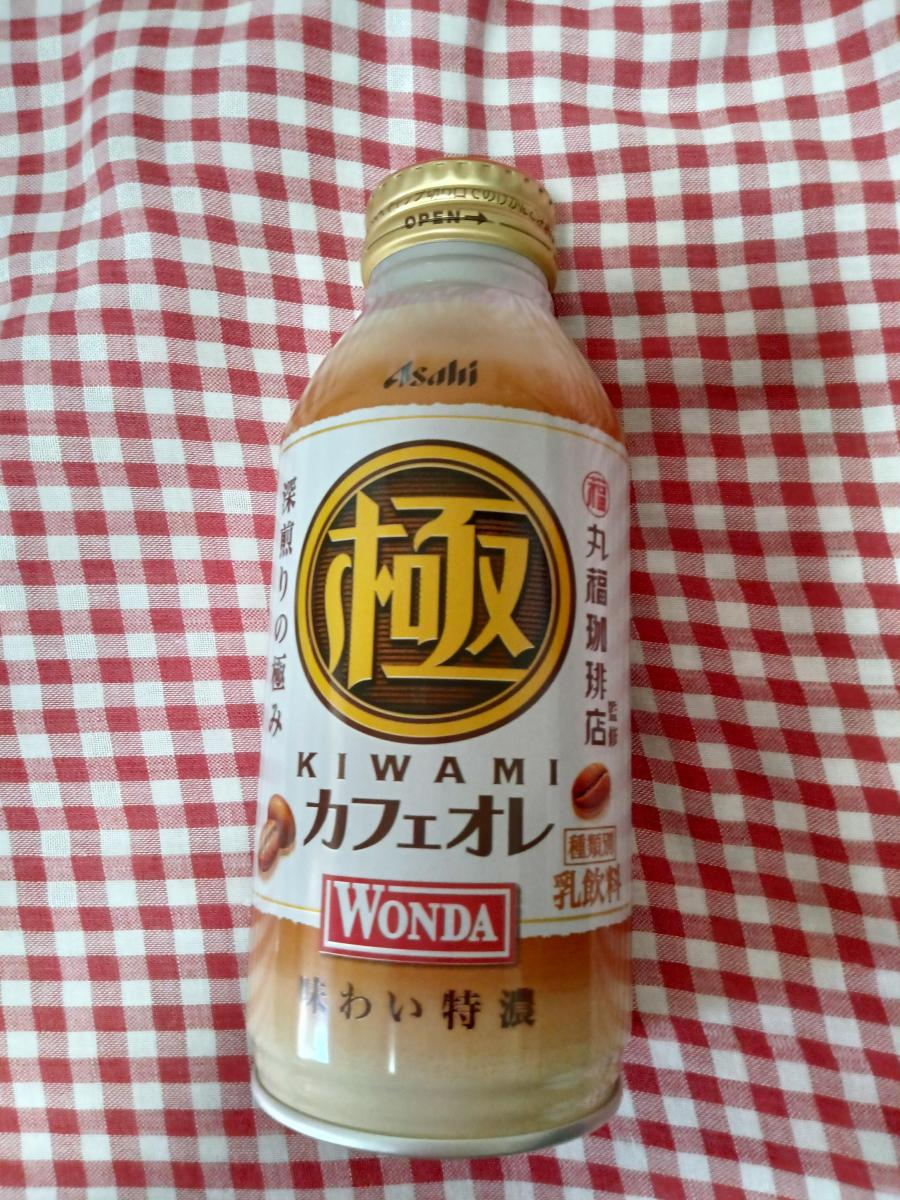 OPEN→
Asahi
深煎りの極み
極
福
丸福珈琲店
監修
KIWAMI
カフェオレ
種類別
乳飲料
WONDA
味わい特濃